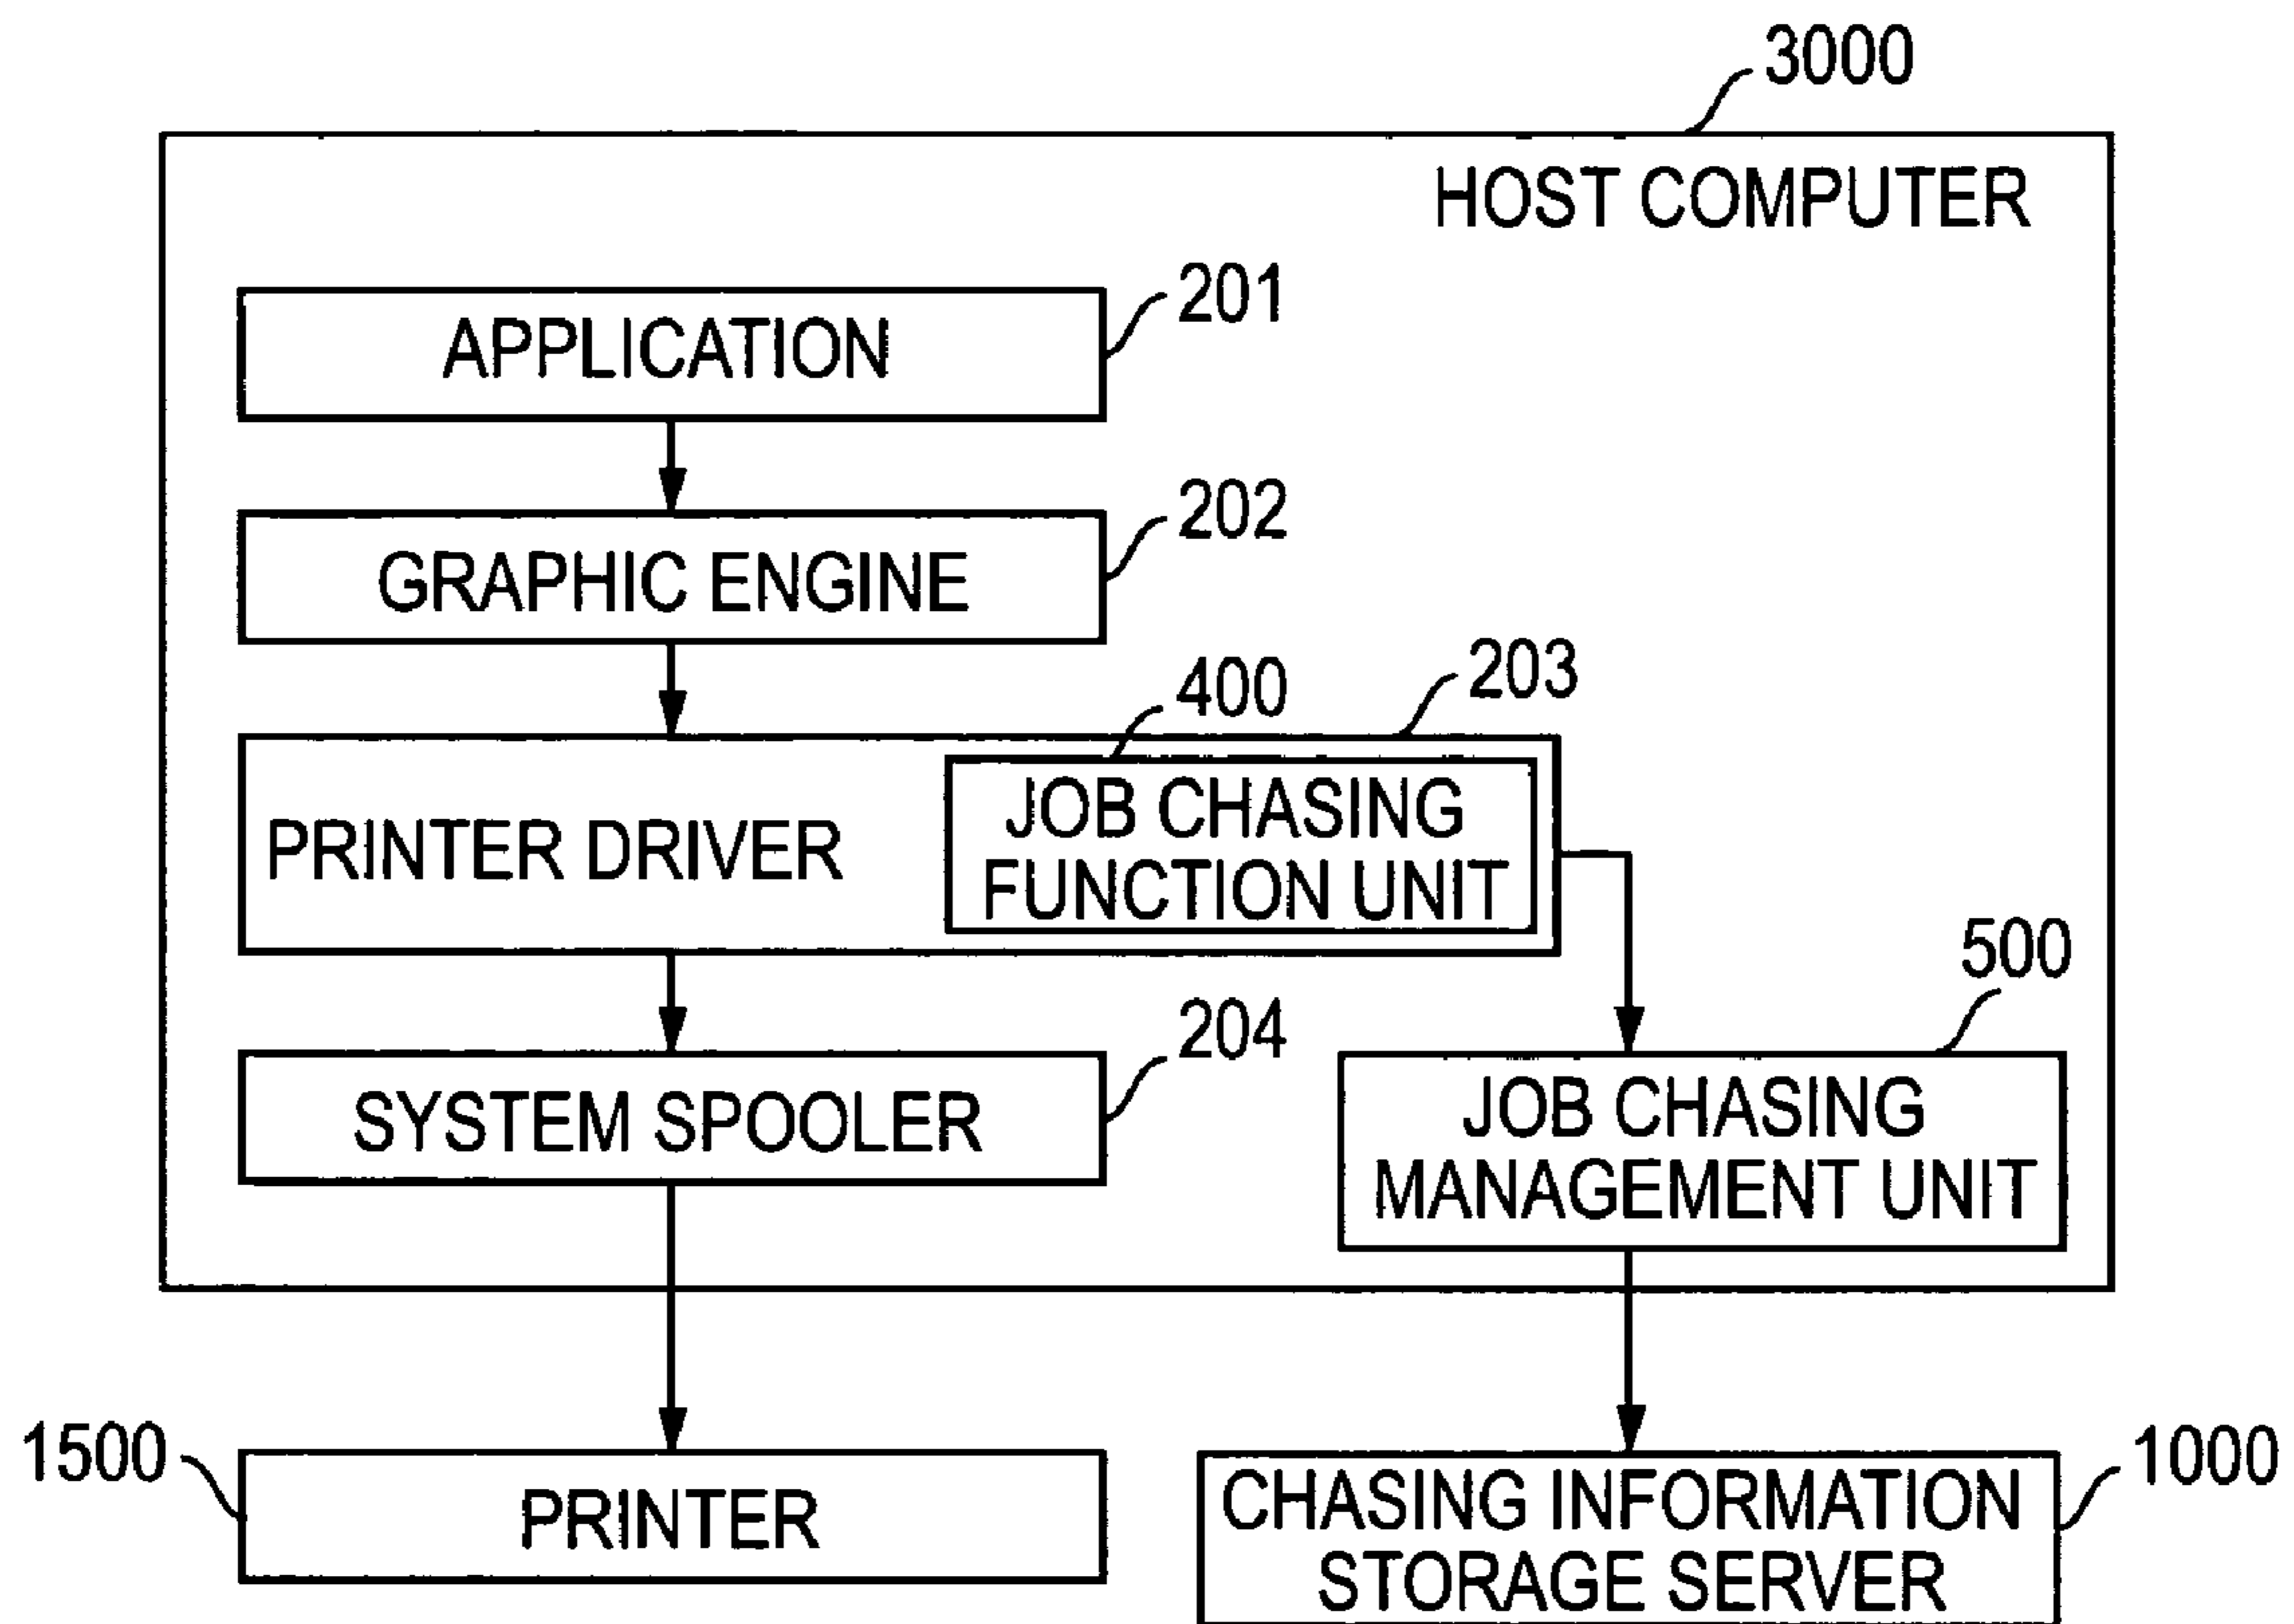 3000
HOST COMPUTER
201
APPLICATION
202
GRAPHIC ENGINE
203
400
JOB CHASING
FUNCTION UNIT
PRINTER DRIVER
500
204
SYSTEM SPOOLER
JOB CHASING
MANAGEMENT UNIT
1500
PRINTER
1000
CHASING INFORMATION
STORAGE SERVER